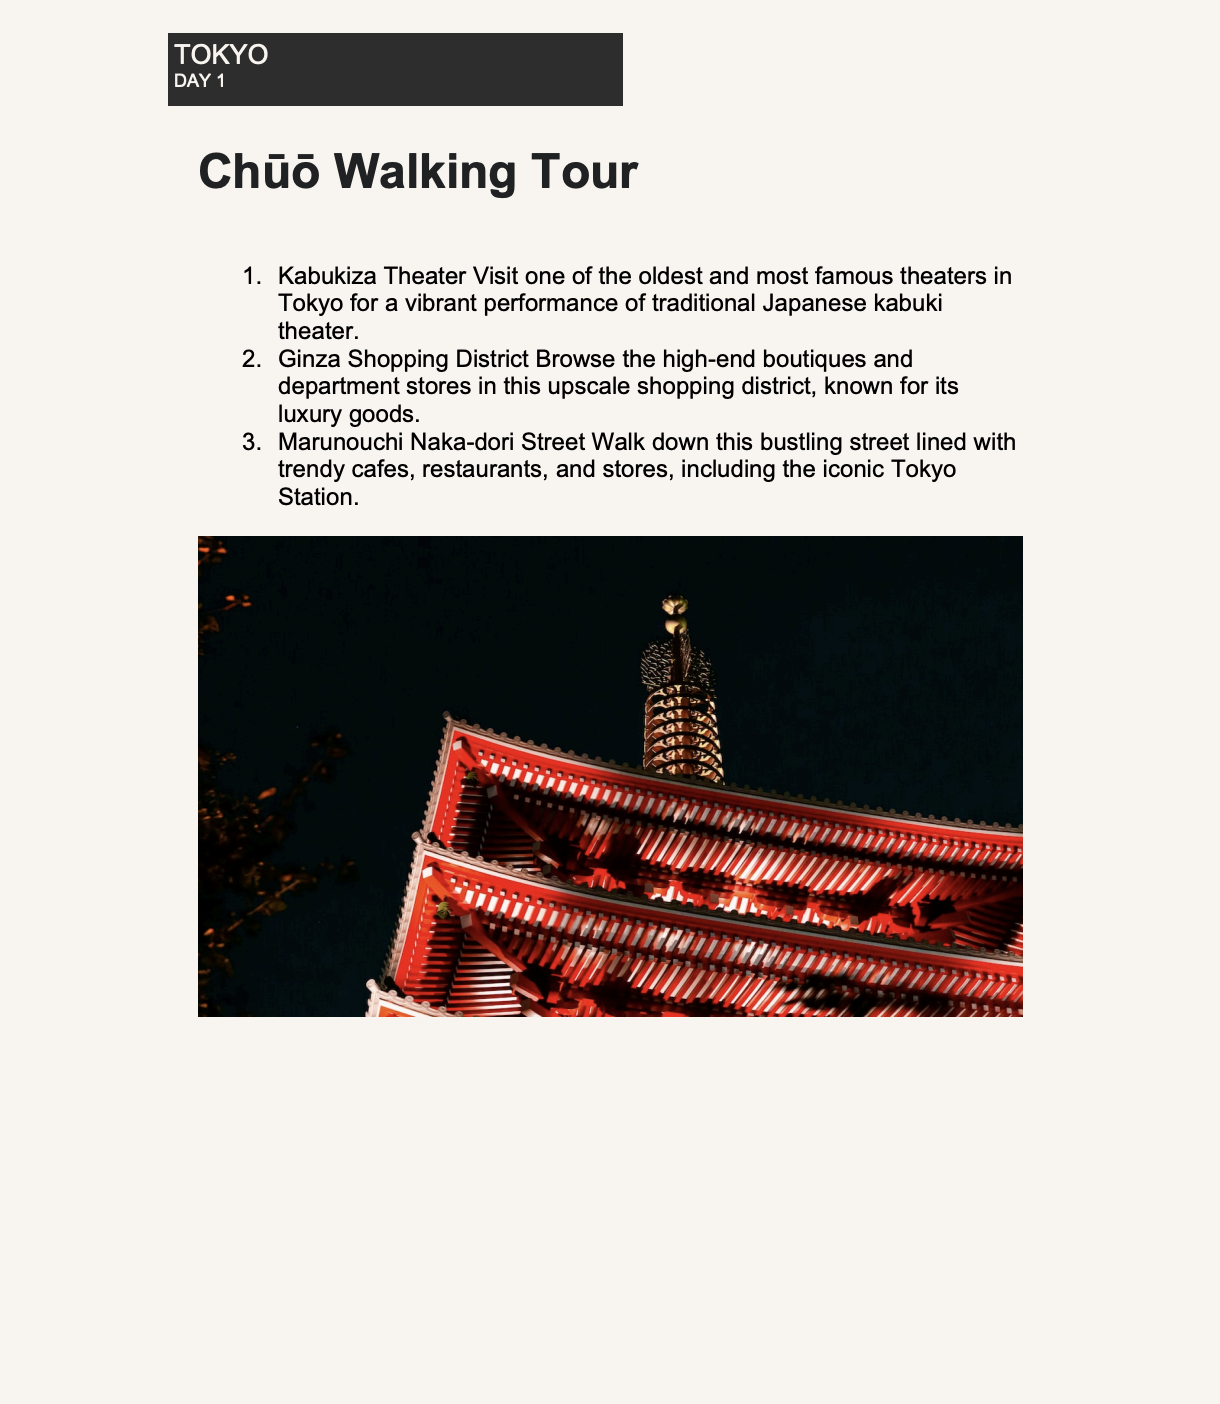 TOKYO
DAY 1
Chūō Walking Tour
1. Kabukiza Theater Visit one of the oldest and most famous theaters in
Tokyo for a vibrant performance of traditional Japanese kabuki
theater.
2. Ginza Shopping District Browse the high-end boutiques and
department stores in this upscale shopping district, known for its
luxury goods.
3. Marunouchi Naka-dori Street Walk down this bustling street lined with
trendy cafes, restaurants, and stores, including the iconic Tokyo
Station.